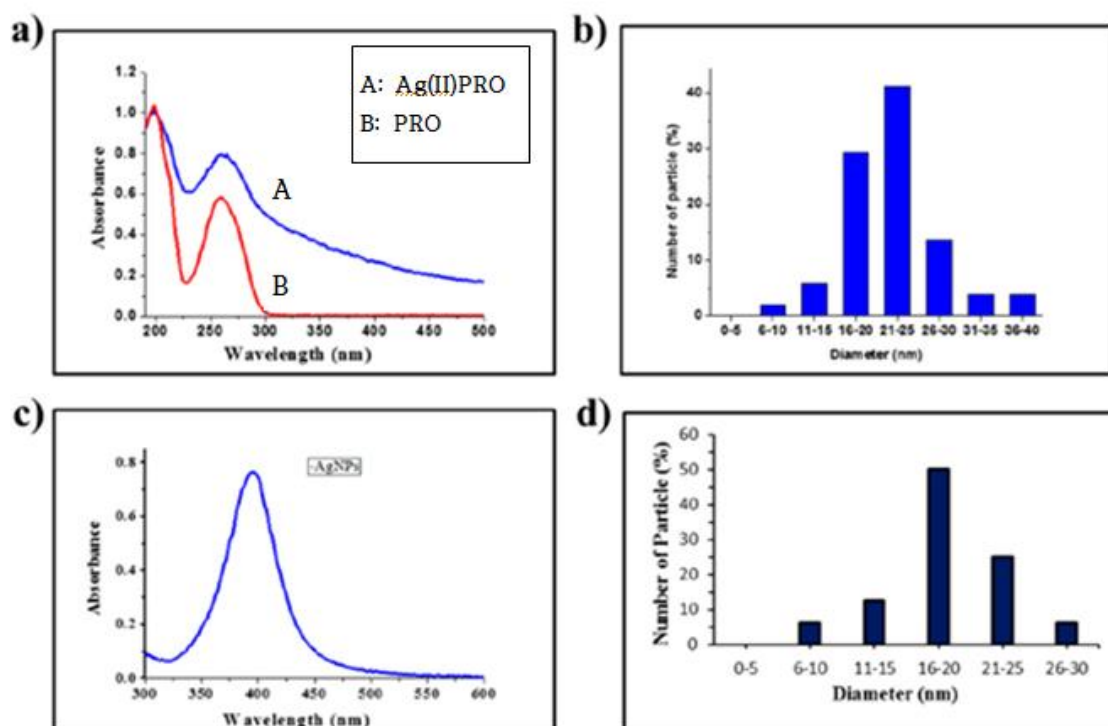 a)
A: Ag(II)PRO
B: PRO
Absorbance
1.2
1.0
0.8
0.6
0.4
0.2
0.0
A
B
200 250 300 350 400 450 500
Wavelength (nm)
b)
Number of particle (%)
40
30
20
10
0
0-5 6-10 11-15 16-20 21-25 26-30 31-35 36-40
Diameter (nm)
c)
-AgNPs
Absorbance
0.8
0.6
0.4
0.2
0.0
300 350 400 450 500 550 600
Wavelength (nm)
d)
Number of Particle (%)
60
50
40
30
20
10
0
0-5 6-10 11-15 16-20 21-25 26-30
Diameter (nm)